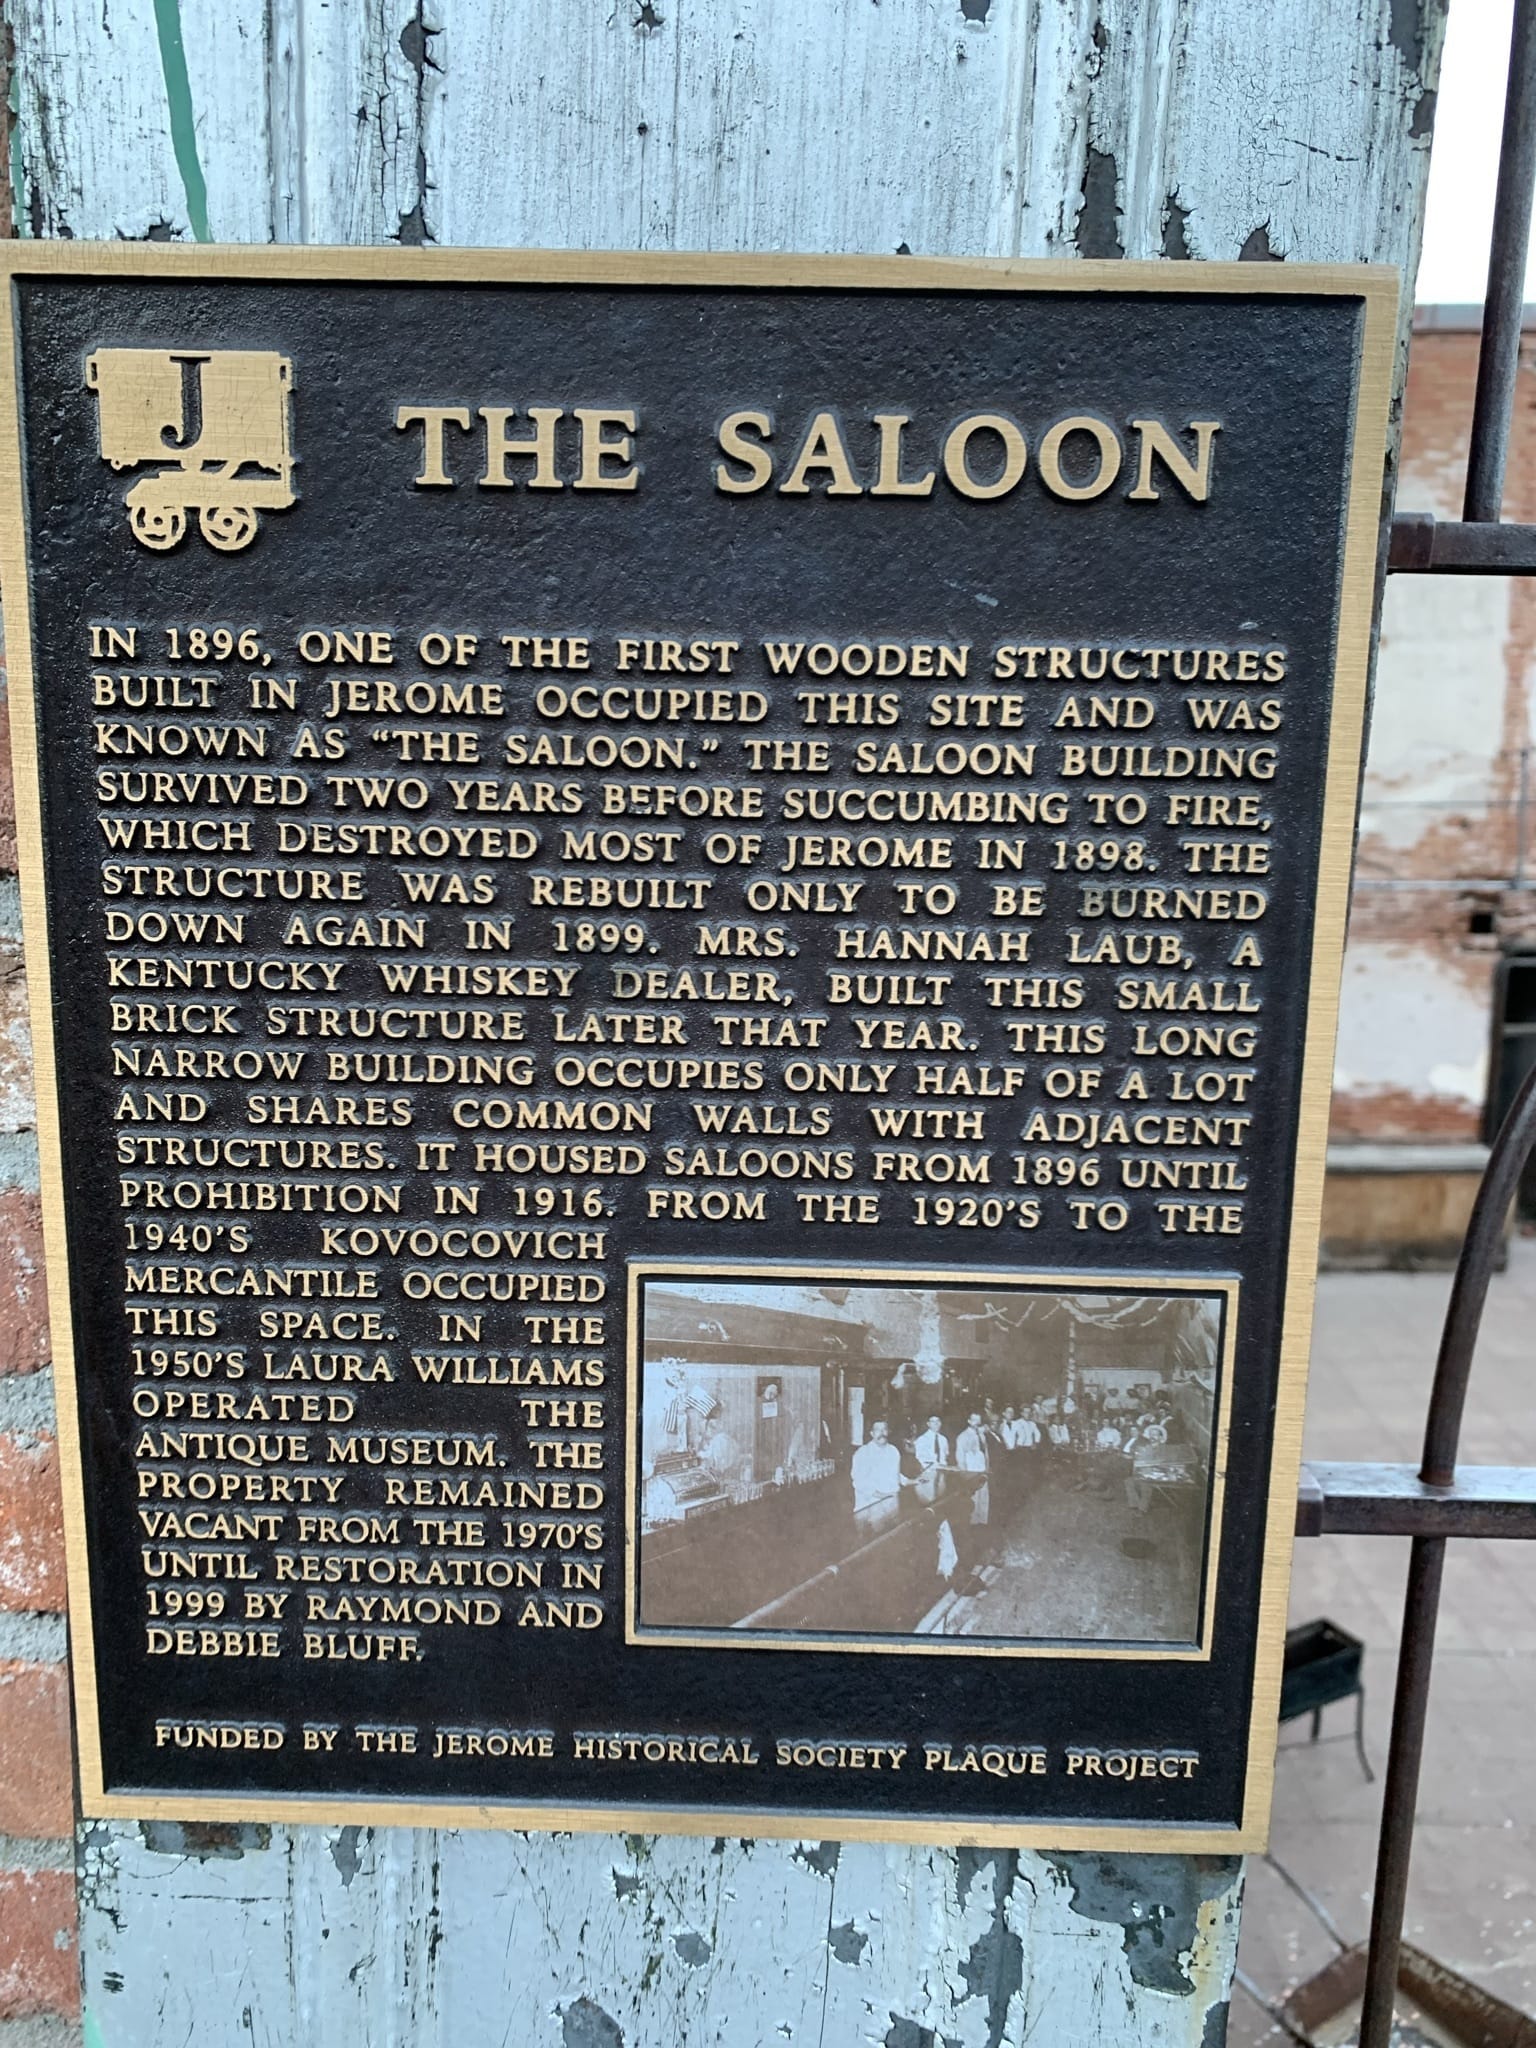 J
THE SALOON
IN 1896, ONE OF THE FIRST WOODEN STRUCTURES
BUILT IN JEROME OCCUPIED THIS SITE AND WAS
KNOWN AS “THE SALOON.” THE SALOON BUILDING
SURVIVED TWO YEARS BEFORE SUCCUMBING TO FIRE,
WHICH DESTROYED MOST OF JEROME IN 1898. THE
STRUCTURE WAS REBUILT ONLY TO BE BURNED
DOWN AGAIN IN 1899. MRS. HANNAH LAUB, A
KENTUCKY WHISKEY DEALER, BUILT THIS SMALL
BRICK STRUCTURE LATER THAT YEAR. THIS LONG
NARROW BUILDING OCCUPIES ONLY HALF OF A LOT
AND SHARES COMMON WALLS WITH ADJACENT
STRUCTURES. IT HOUSED SALOONS FROM 1896 UNTIL
PROHIBITION IN 1916. FROM THE 1920'S TO THE
1940'S KOVOCOVICH
MERCANTILE OCCUPIED
THIS SPACE. IN THE
1950'S LAURA WILLIAMS
OPERATED THE
ANTIQUE MUSEUM. THE
PROPERTY REMAINED
VACANT FROM THE 1970'S
UNTIL RESTORATION IN
1999 BY RAYMOND AND
DEBBIE BLUFF.
FUNDED BY THE JEROME HISTORICAL SOCIETY PLAQUE PROJECT